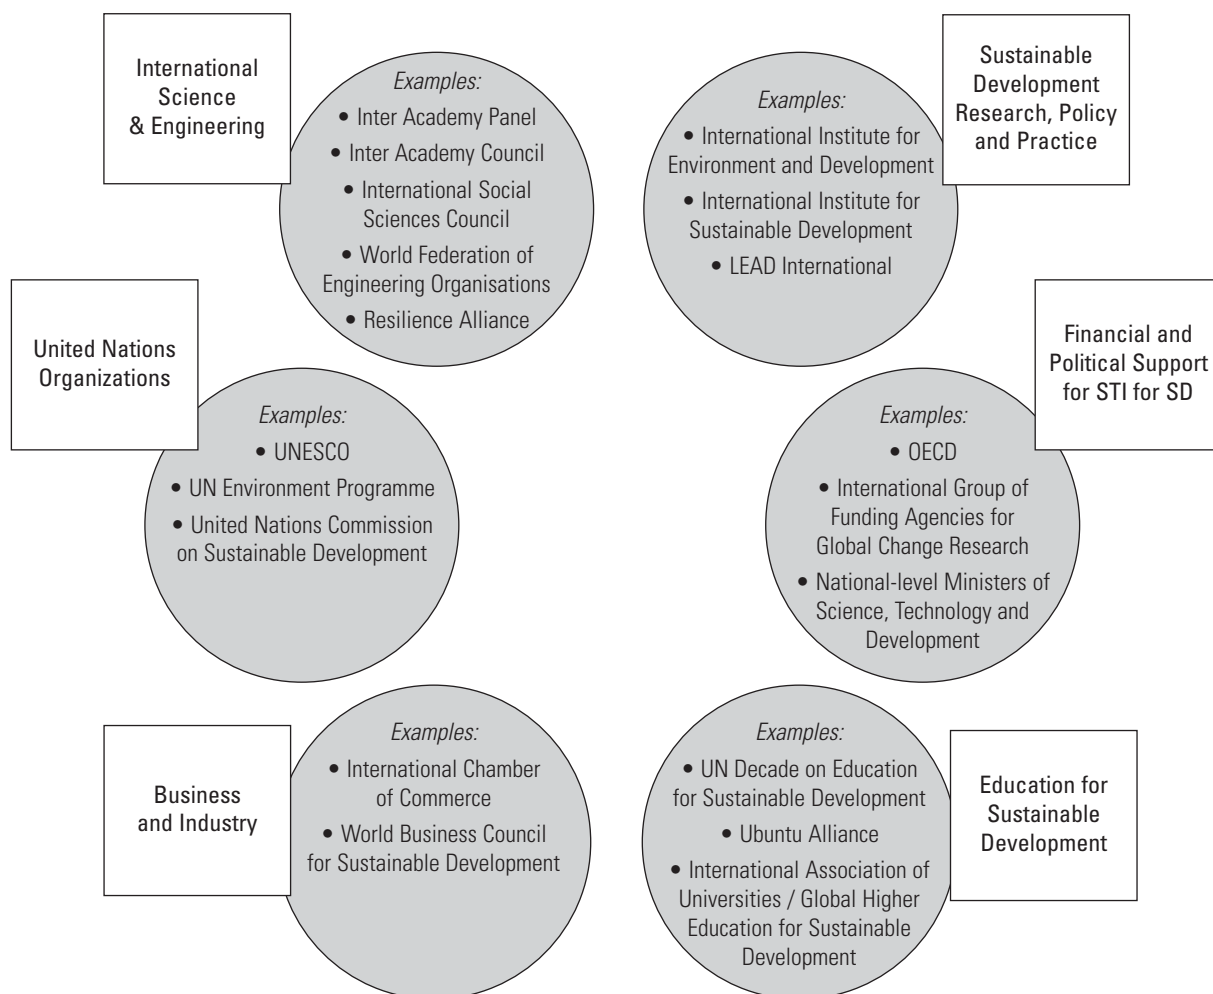 International
Science
& Engineering
Examples:
• Inter Academy Panel
• Inter Academy Council
• International Social
Sciences Council
• World Federation of
Engineering Organisations
• Resilience Alliance
Sustainable
Development
Research, Policy
and Practice
Examples:
• International Institute for
Environment and Development
• International Institute for
Sustainable Development
• LEAD International
United Nations
Organizations
Examples:
• UNESCO
• UN Environment Programme
• United Nations Commission
on Sustainable Development
Financial and
Political Support
for STI for SD
Examples:
• OECD
• International Group of
Funding Agencies for
Global Change Research
• National-level Ministers of
Science, Technology and
Development
Business
and Industry
Examples:
• International Chamber
of Commerce
• World Business Council
for Sustainable Development
Examples:
• UN Decade on Education
for Sustainable Development
• Ubuntu Alliance
• International Association of
Universities / Global Higher
Education for Sustainable
Development
Education for
Sustainable
Development